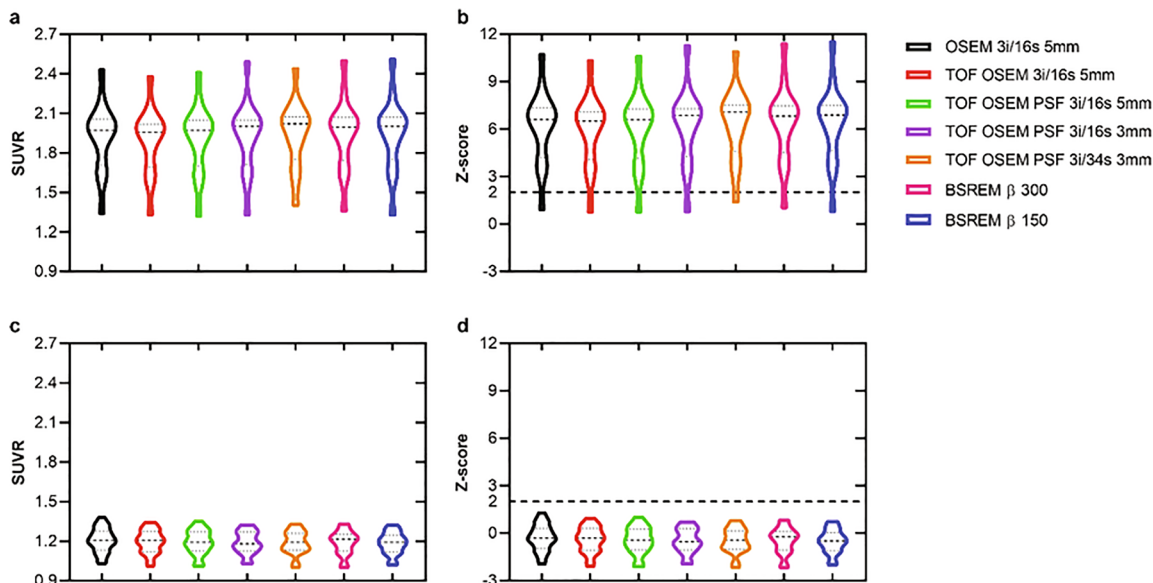 a
2.7
2.4
2.1
1.8
1.5
1.2
0.9
SUVR
b
12
9
6
3
2
0
-3
Z-score
OSEM 3i/16s 5mm
TOF OSEM 3i/16s 5mm
TOF OSEM PSF 3i/16s 5mm
TOF OSEM PSF 3i/16s 3mm
TOF OSEM PSF 3i/34s 3mm
BSREM β 300
BSREM β 150
c
2.7
2.4
2.1
1.8
1.5
1.2
0.9
SUVR
d
12
9
6
3
2
0
-3
Z-score